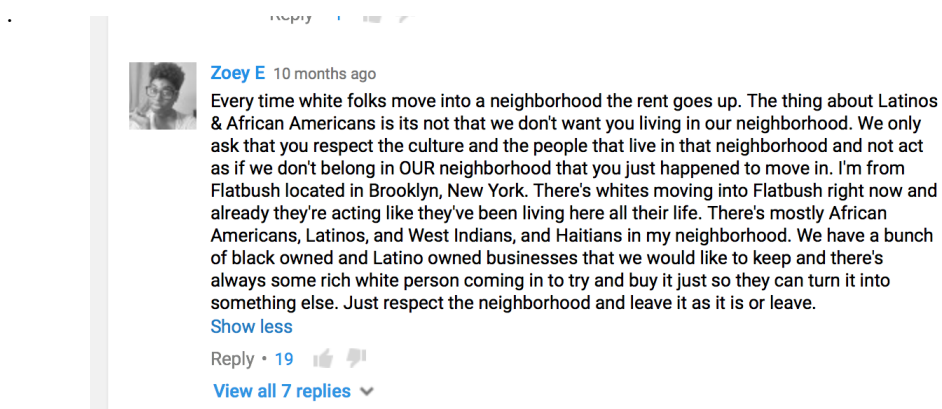 .
Reply 1
Zoey E 10 months ago
Every time white folks move into a neighborhood the rent goes up. The thing about Latinos
& African Americans is its not that we don't want you living in our neighborhood. We only
ask that you respect the culture and the people that live in that neighborhood and not act
as if we don't belong in OUR neighborhood that you just happened to move in. I'm from
Flatbush located in Brooklyn, New York. There's whites moving into Flatbush right now and
already they're acting like they've been living here all their life. There's mostly African
Americans, Latinos, and West Indians, and Haitians in my neighborhood. We have a bunch
of black owned and Latino owned businesses that we would like to keep and there's
always some rich white person coming in to try and buy it just so they can turn it into
something else. Just respect the neighborhood and leave it as it is or leave.
Show less
Reply • 19
View all 7 replies